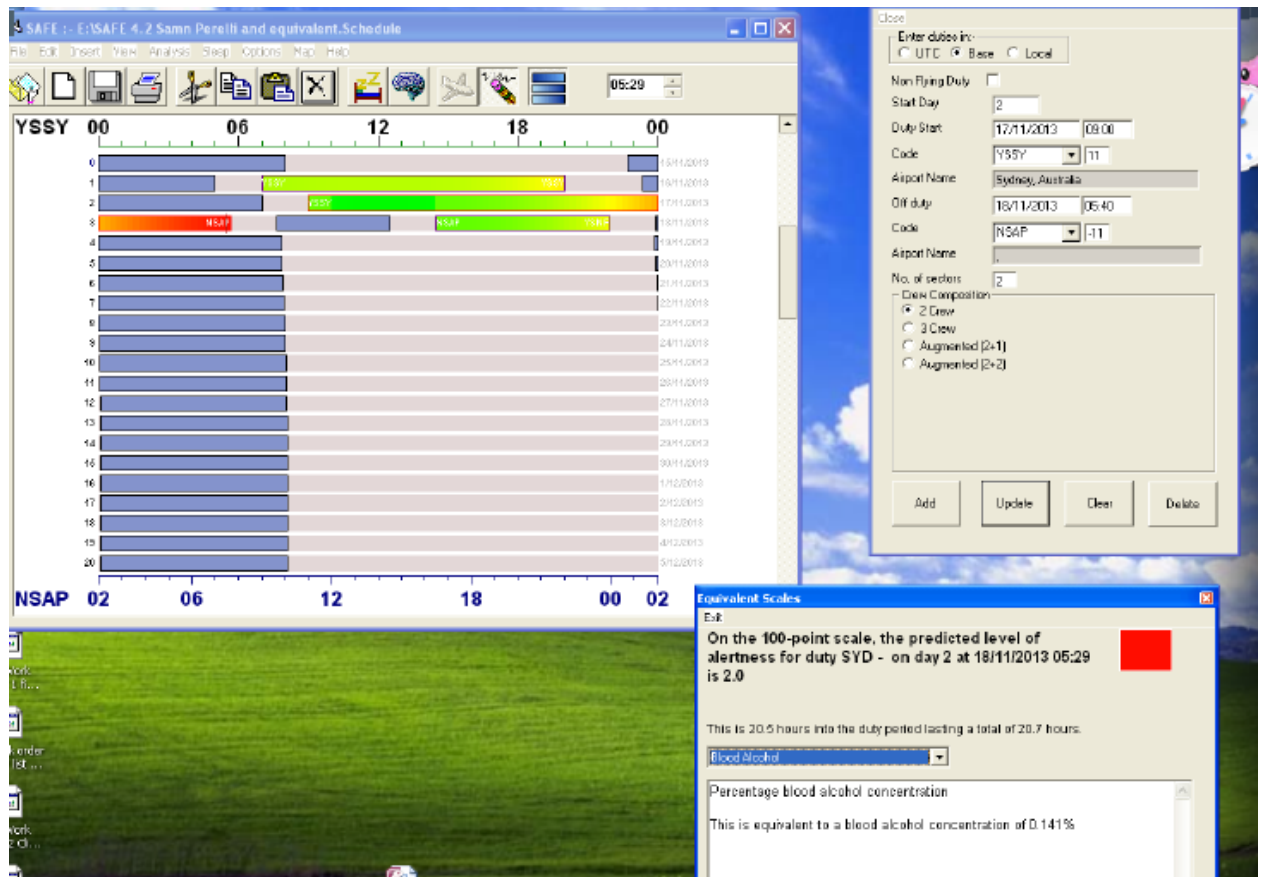 SAFE :- E:\SAFE 4.2 Samn Perelli and equivalent.Schedule
File Edit Insert View Analysis Sleep Options Map Help
05:29
YSSY 00 06 12 18 00
0 15/11/2013
1 YSSY YSSY 16/11/2013
2 YSSY 17/11/2013
3 NSAP NSAP 18/11/2013
4 19/11/2013
5 20/11/2013
6 21/11/2013
7 22/11/2013
8 23/11/2013
9 24/11/2013
10 25/11/2013
11 26/11/2013
12 27/11/2013
13 28/11/2013
14 29/11/2013
15 30/11/2013
16 1/12/2013
17 2/12/2013
18 3/12/2013
19 4/12/2013
20 5/12/2013
NSAP 02 06 12 18 00 02
Close
Enter duties in:-
UTC Base Local
Non Flying Duty
Start Day 2
Duty Start 17/11/2013 09:00
Code YSSY 11
Airport Name Sydney, Australia
Off duty 18/11/2013 05:40
Code NSAP -11
Airport Name ,
No. of sectors 2
Crew Composition
2 Crew
3 Crew
Augmented (2+1)
Augmented (2+2)
Add Update Clear Delete
Equivalent Scales
Exit
On the 100-point scale, the predicted level of
alertness for duty SYD - on day 2 at 18/11/2013 05:29
is 2.0
This is 20.5 hours into the duty period lasting a total of 20.7 hours.
Blood Alcohol
Percentage blood alcohol concentration
This is equivalent to a blood alcohol concentration of 0.141%